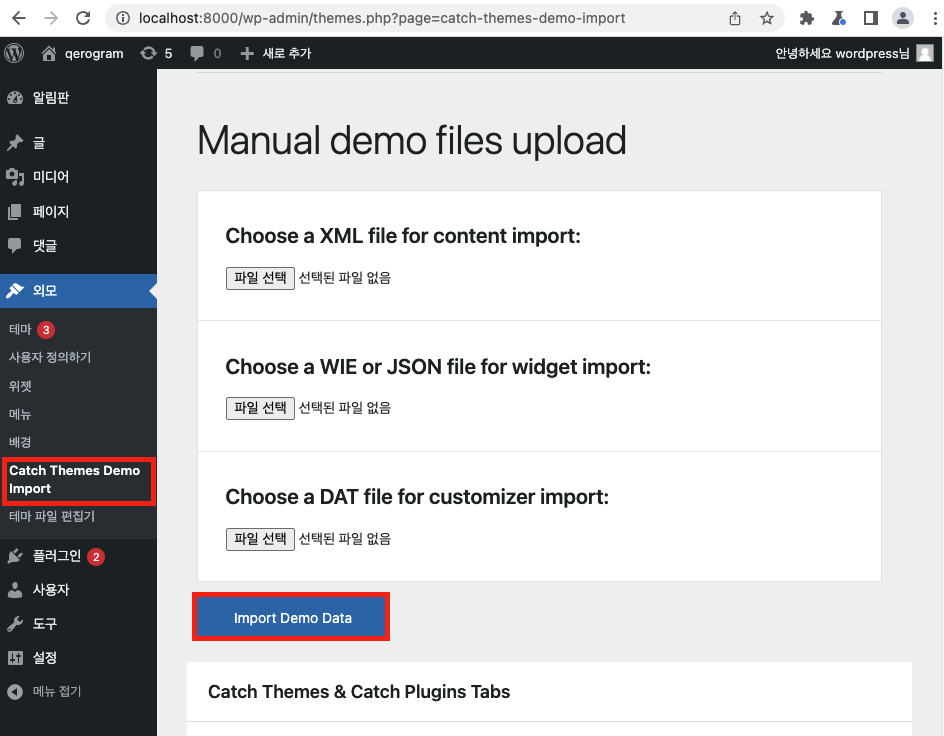 localhost:8000/wp-admin/themes.php?page=catch-themes-demo-import
qerogram 5 0 새로 추가 안녕하세요 wordpress님
알림판
글
미디어
페이지
댓글
외모
테마 3
사용자 정의하기
위젯
메뉴
배경
Catch Themes Demo
Import
테마 파일 편집기
플러그인 2
사용자
도구
설정
메뉴 접기
Manual demo files upload
Choose a XML file for content import:
파일 선택 선택된 파일 없음
Choose a WIE or JSON file for widget import:
파일 선택 선택된 파일 없음
Choose a DAT file for customizer import:
파일 선택 선택된 파일 없음
Import Demo Data
Catch Themes & Catch Plugins Tabs